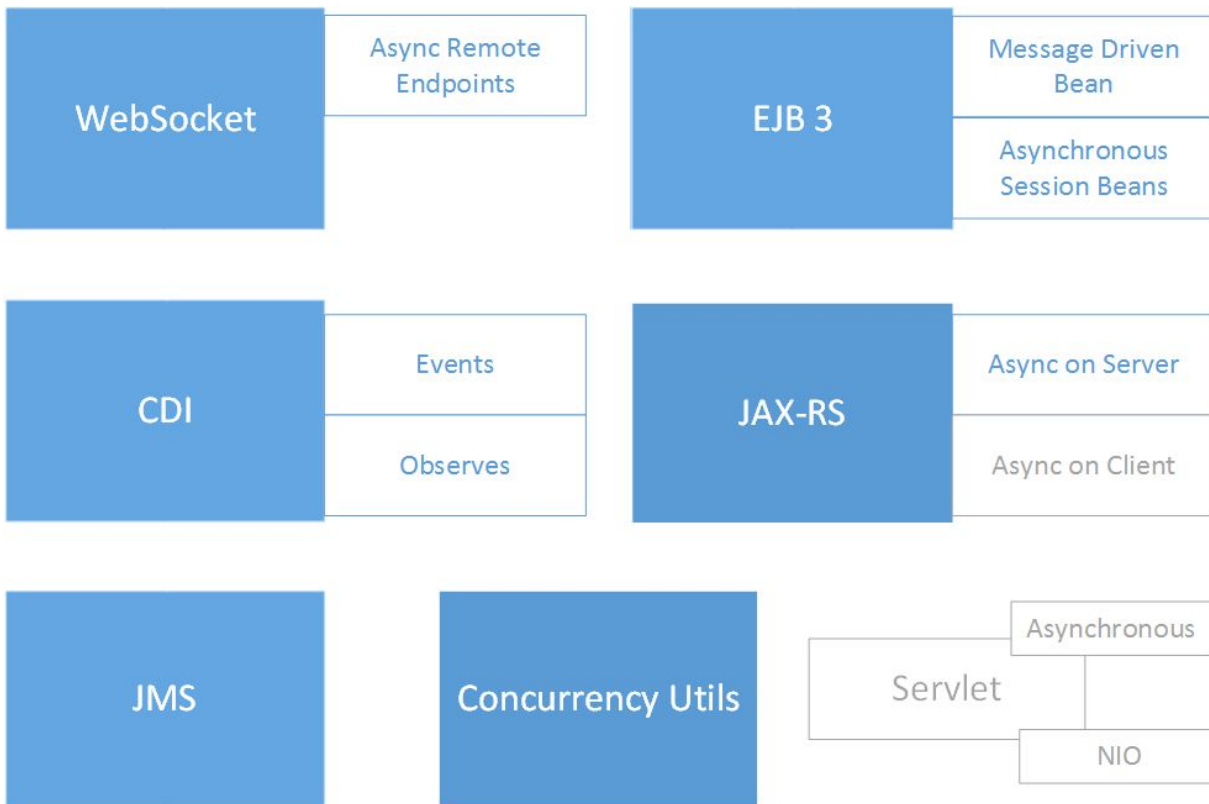 WebSocket
Async Remote
Endpoints
EJB 3
Message Driven
Bean
Asynchronous
Session Beans
CDI
Events
Observes
JAX-RS
Async on Server
Async on Client
JMS
Concurrency Utils
Servlet
Asynchronous
NIO